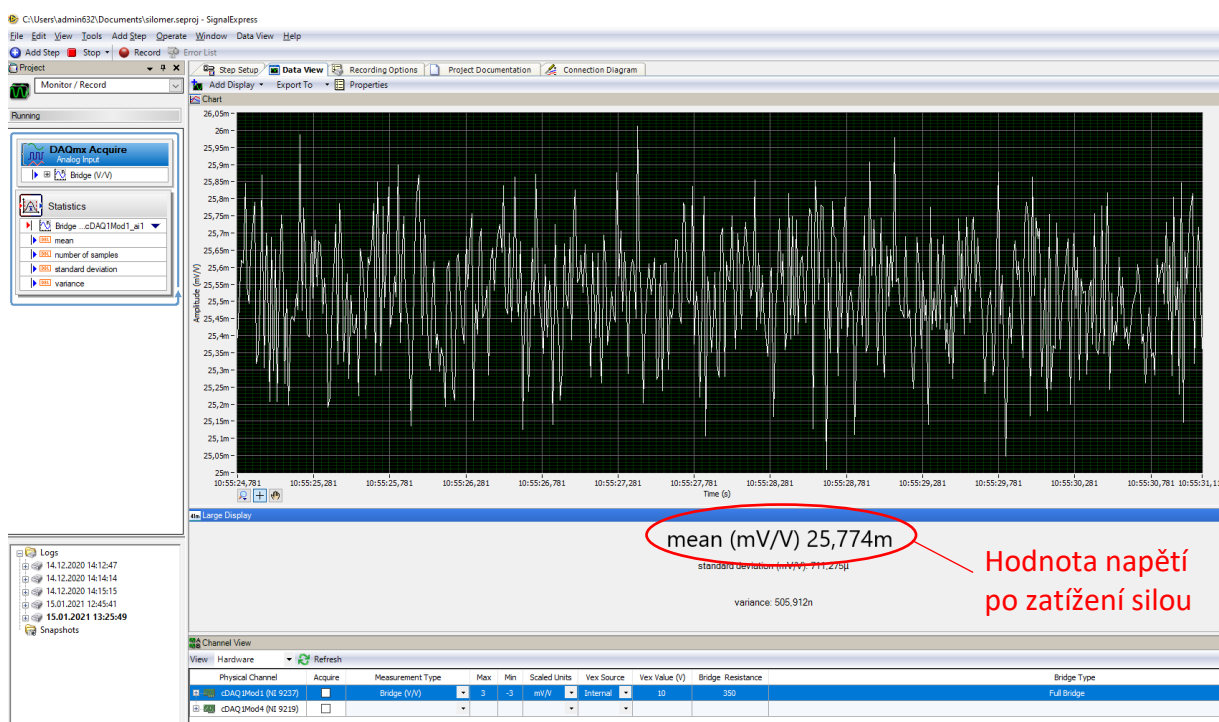 C:\Users\admin632\Documents\silomer.seproj - SignalExpress
File Edit View Tools Add Step Operate Window Data View Help
Add Step Stop Record Error List
Project
Monitor / Record
Running
DAQmx Acquire
Analog Input
Bridge (V/V)
Statistics
Bridge ...cDAQ1Mod1_ai1
mean
number of samples
standard deviation
variance
Step Setup Data View Recording Options Project Documentation Connection Diagram
Add Display Export To Properties
Chart
26,05m
26m
25,95m
25,9m
25,85m
25,8m
25,75m
25,7m
25,65m
25,6m
25,55m
25,5m
25,45m
25,4m
25,35m
25,3m
25,25m
25,2m
25,15m
25,1m
25,05m
25m
Amplitude (mV/V)
10:55:24,781 10:55:25,281 10:55:25,781 10:55:26,281 10:55:26,781 10:55:27,281 10:55:27,781 10:55:28,281 10:55:28,781 10:55:29,281 10:55:29,781 10:55:30,281 10:55:30,781 10:55:31,1
Time (s)
Large Display
mean (mV/V) 25,774m
standard deviation (mV/V): 711,275µ
variance: 505,912n
Hodnota napětí
po zatížení silou
Logs
14.12.2020 14:12:47
14.12.2020 14:14:14
14.12.2020 14:15:15
15.01.2021 12:45:41
15.01.2021 13:25:49
Snapshots
Channel View
View Hardware Refresh
Physical Channel Acquire Measurement Type Max Min Scaled Units Vex Source Vex Value (V) Bridge Resistance Bridge Type
cDAQ1Mod1 (NI 9237) Bridge (V/V) 3 -3 mV/V Internal 10 350 Full Bridge
cDAQ1Mod4 (NI 9219)